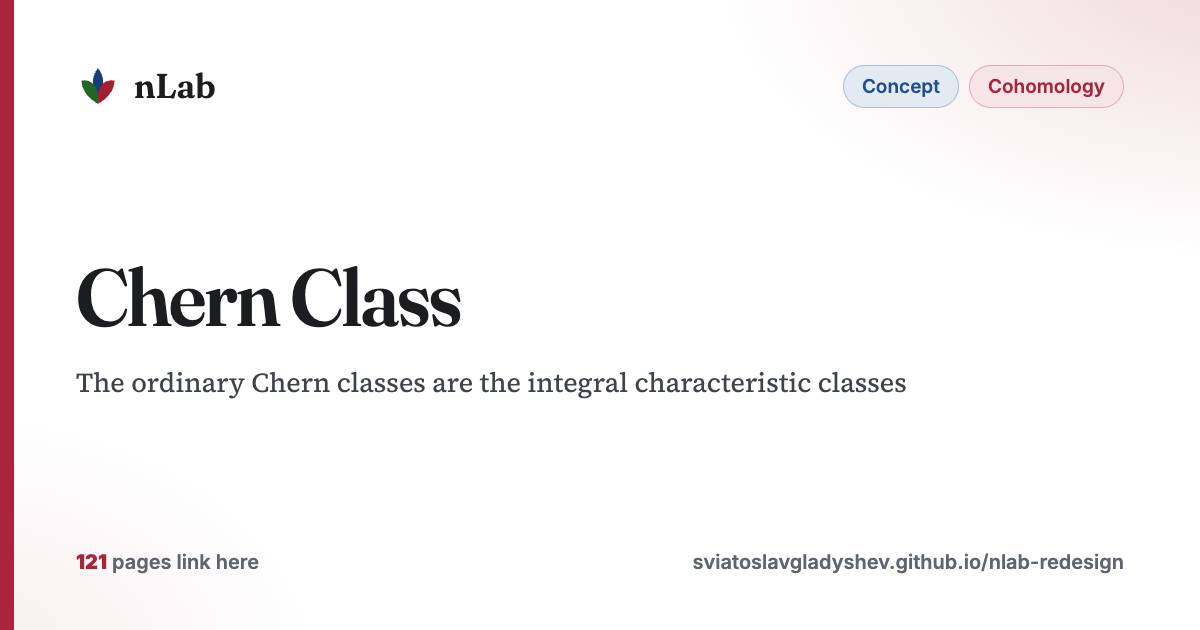 nLab
Concept
Cohomology
Chern Class
The ordinary Chern classes are the integral characteristic classes
121 pages link here
sviatoslavgladyshev.github.io/nlab-redesign